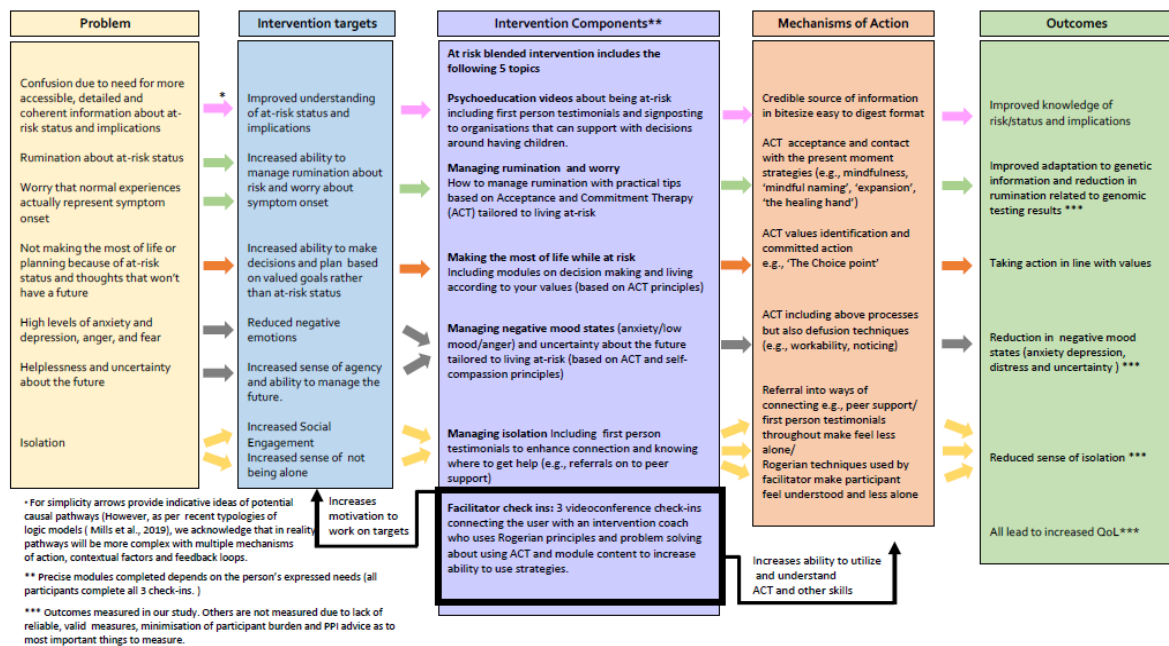 Problem
Confusion due to need for more
accessible, detailed and
coherent information about
at-risk status and implications
Rumination about at-risk status
Worry that normal experiences
actually represent symptom
onset
Not making the most of life or
planning because of at-risk
status and thoughts that won't
have a future
High levels of anxiety and
depression, anger, and fear
Helplessness and uncertainty
about the future
Isolation
*
Intervention targets
Improved understanding
of at-risk status and
implications
Increased ability to
manage rumination about
risk and worry about
symptom onset
Increased ability to make
decisions and plan based
on valued goals rather
than at-risk status
Reduced negative
emotions
Increased sense of agency
and ability to manage the
future.
Increased Social
Engagement
Increased sense of not
being alone
Intervention Components**
At risk blended intervention includes the
following 5 topics
Psychoeducation videos about being at-risk
including first person testimonials and signposting
to organisations that can support with decisions
around having children.
Managing rumination and worry
How to manage rumination with practical tips
based on Acceptance and Commitment Therapy
(ACT) tailored to living at-risk
Making the most of life while at risk
Including modules on decision making and living
according to your values (based on ACT principles)
Managing negative mood states (anxiety/low
mood/anger) and uncertainty about the future
tailored to living at-risk (based on ACT and self-
compassion principles)
Managing isolation Including first person
testimonials to enhance connection and knowing
where to get help (e.g., referrals on to peer
support)
Facilitator check ins: 3 videoconference check-ins
connecting the user with an intervention coach
who uses Rogerian principles and problem solving
about using ACT and module content to increase
ability to use strategies.
Mechanisms of Action
Credible source of information
in bitesize easy to digest format
ACT acceptance and contact
with the present moment
strategies (e.g., mindfulness,
'mindful naming', 'expansion',
'the healing hand')
ACT values identification and
committed action
e.g., 'The Choice point'
ACT including above processes
but also defusion techniques
(e.g., workability, noticing)
Referral into ways of
connecting e.g., peer support/
first person testimonials
throughout make feel less
alone/
Rogerian techniques used by
facilitator make participant
feel understood and less alone
Outcomes
Improved knowledge of
risk/status and implications
Improved adaptation to genetic
information and reduction in
rumination related to genomic
testing results ***
Taking action in line with values
Reduction in negative mood
states (anxiety depression,
distress and uncertainty ) ***
Reduced sense of isolation ***
All lead to increased QoL***
Increases
motivation to
work on targets
Increases ability to utilize
and understand
ACT and other skills
* For simplicity arrows provide indicative ideas of potential
causal pathways (However, as per recent typologies of
logic models ( Mills et al., 2019), we acknowledge that in reality
pathways will be more complex with multiple mechanisms
of action, contextual factors and feedback loops.
** Precise modules completed depends on the person's expressed needs (all
participants complete all 3 check-ins. )
*** Outcomes measured in our study. Others are not measured due to lack of
reliable, valid measures, minimisation of participant burden and PPI advice as to
most important things to measure.